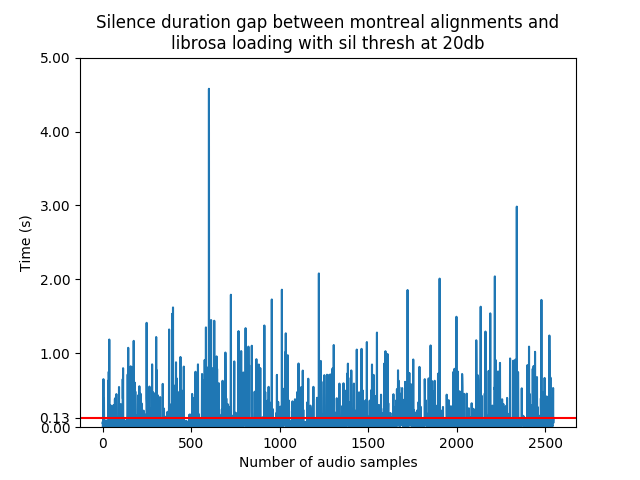 Silence duration gap between montreal alignments and
librosa loading with sil thresh at 20db
5.00
4.00
3.00
2.00
1.00
0.13
0.00
Time (s)
0 500 1000 1500 2000 2500
Number of audio samples